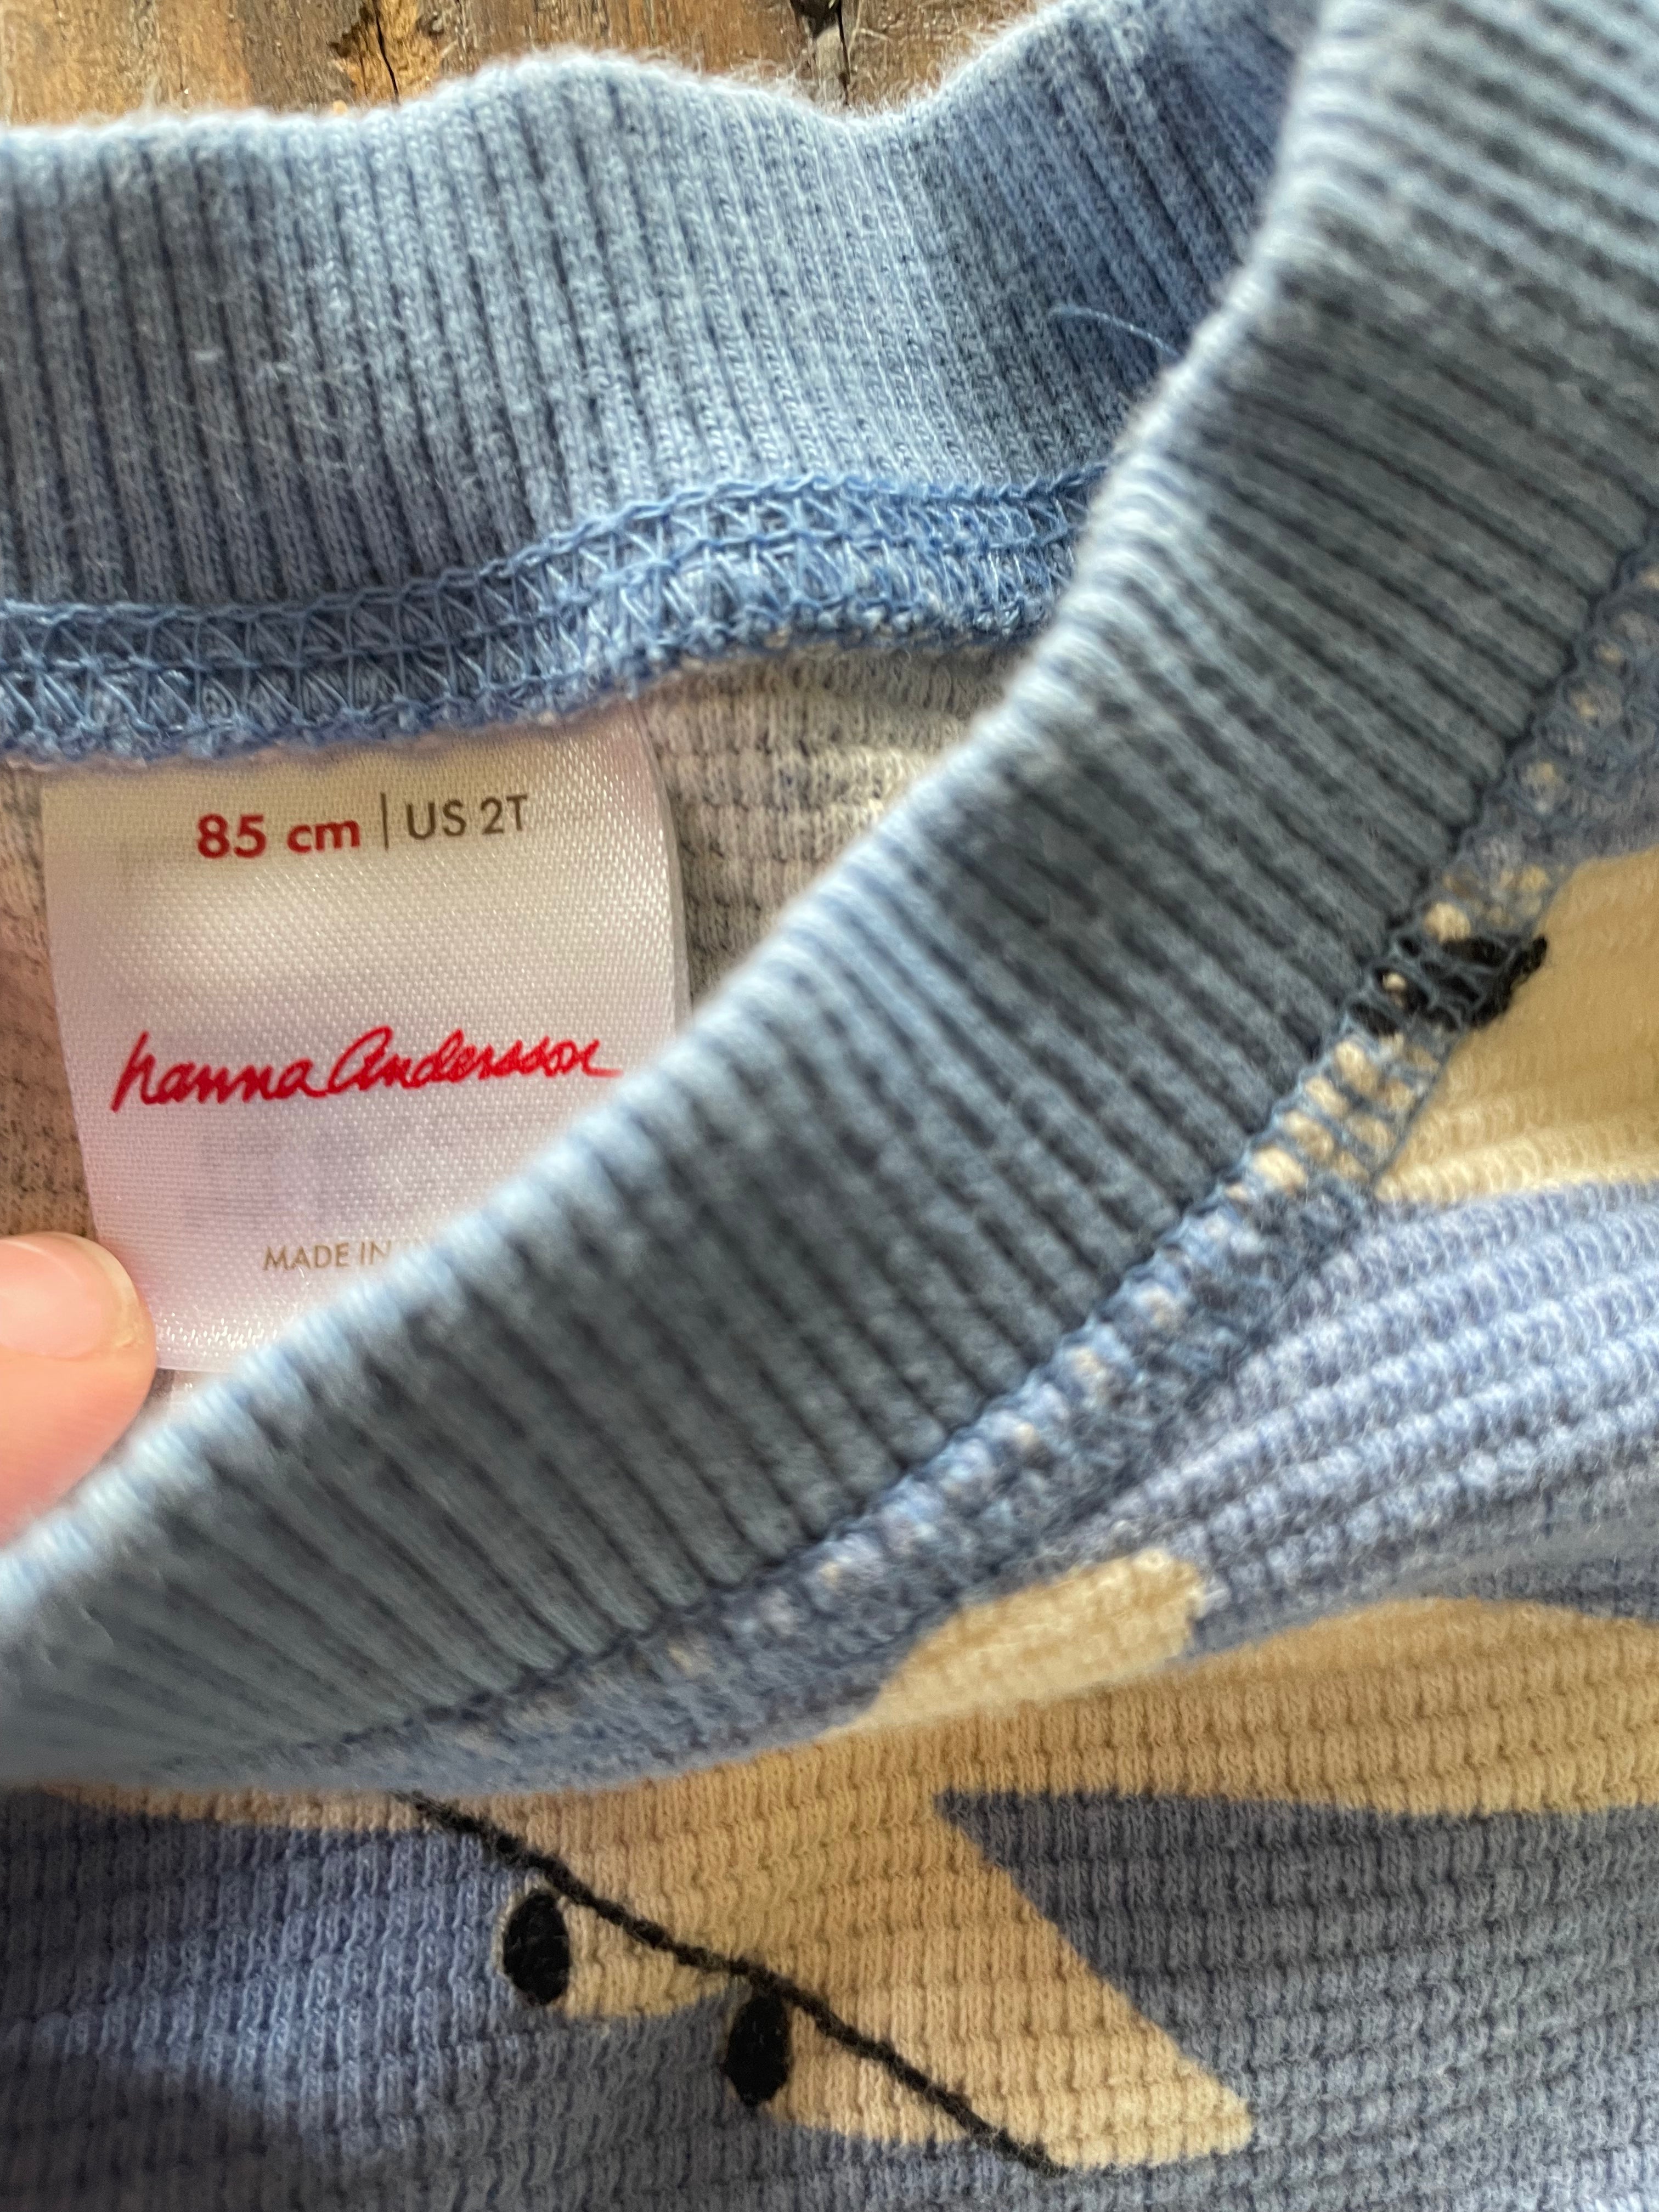 85 cm | US 2T
hanna Andersson
MADE IN